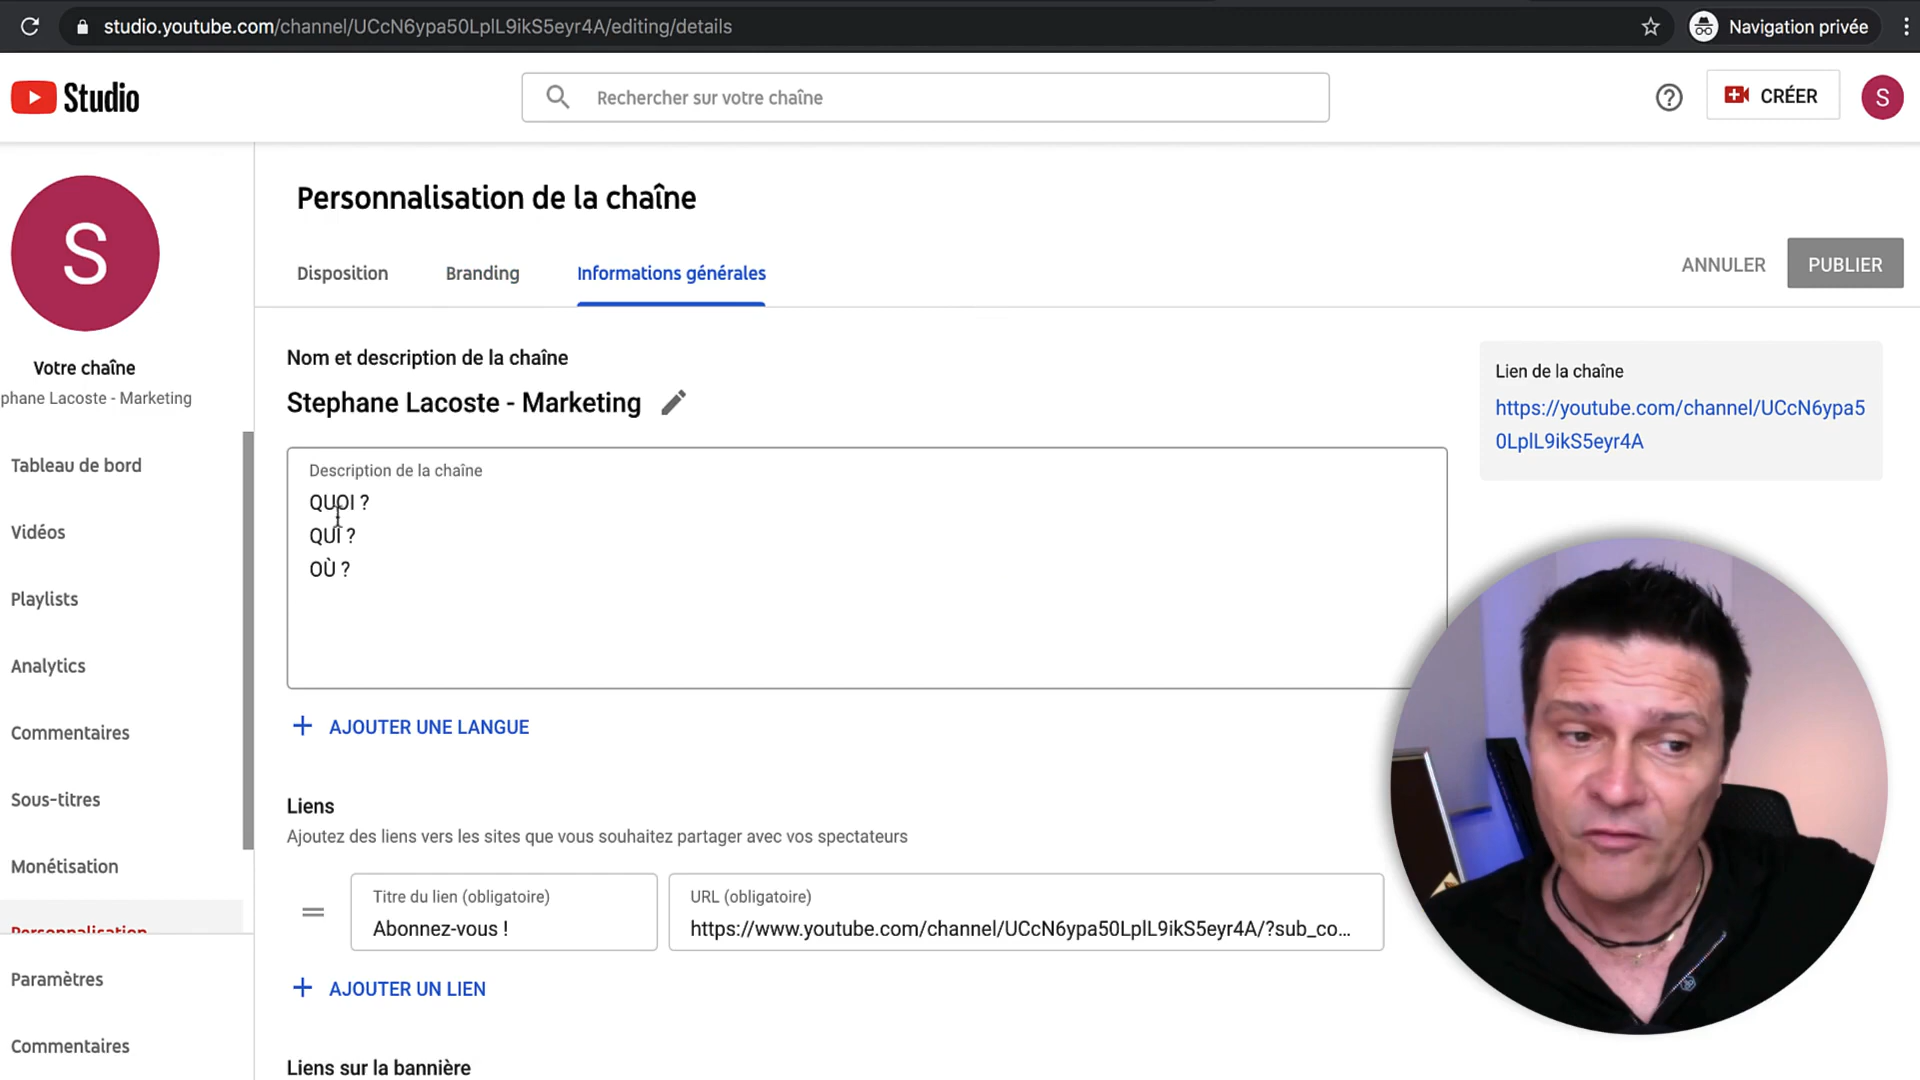 studio.youtube.com/channel/UCcN6ypa50LplL9ikS5eyr4A/editing/details
Navigation privée
Studio
Rechercher sur votre chaîne
CRÉER
S
S
Votre chaîne
phane Lacoste - Marketing
Tableau de bord
Vidéos
Playlists
Analytics
Commentaires
Sous-titres
Monétisation
Personnalisation
Paramètres
Commentaires
Personnalisation de la chaîne
Disposition
Branding
Informations générales
ANNULER
PUBLIER
Nom et description de la chaîne
Stephane Lacoste - Marketing
Description de la chaîne
QUOI ?
QUI ?
OÙ ?
AJOUTER UNE LANGUE
Lien de la chaîne
https://youtube.com/channel/UCcN6ypa5
0LplL9ikS5eyr4A
Liens
Ajoutez des liens vers les sites que vous souhaitez partager avec vos spectateurs
Titre du lien (obligatoire)
Abonnez-vous !
URL (obligatoire)
https://www.youtube.com/channel/UCcN6ypa50LplL9ikS5eyr4A/?sub_co...
AJOUTER UN LIEN
Liens sur la bannière